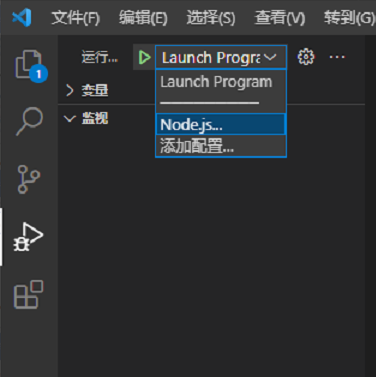 文件(F) 编辑(E) 选择(S) 查看(V) 转到(G)
运行... Launch Progra
Launch Program
变量
监视
Node.js...
添加配置...
1